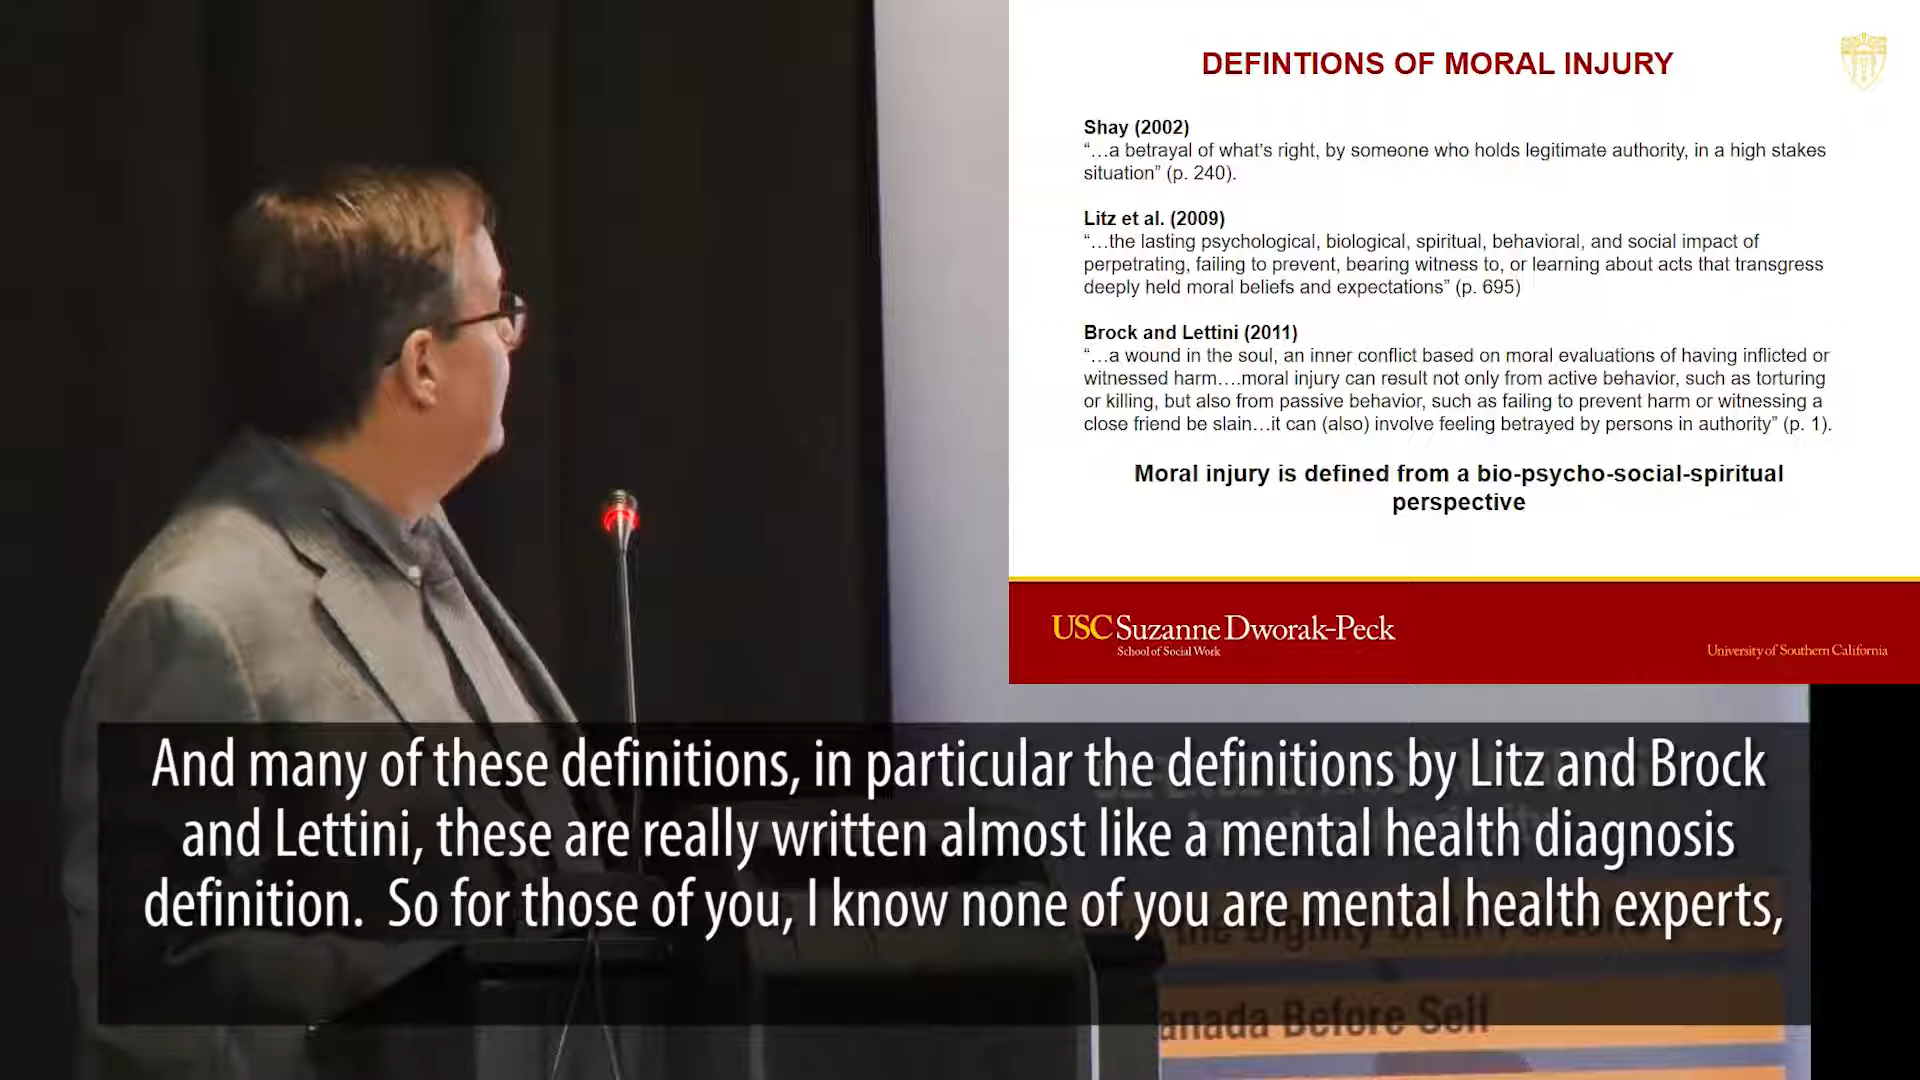 DEFINTIONS OF MORAL INJURY
Shay (2002)
“…a betrayal of what’s right, by someone who holds legitimate authority, in a high stakes
situation” (p. 240).
Litz et al. (2009)
“…the lasting psychological, biological, spiritual, behavioral, and social impact of
perpetrating, failing to prevent, bearing witness to, or learning about acts that transgress
deeply held moral beliefs and expectations” (p. 695)
Brock and Lettini (2011)
“…a wound in the soul, an inner conflict based on moral evaluations of having inflicted or
witnessed harm….moral injury can result not only from active behavior, such as torturing
or killing, but also from passive behavior, such as failing to prevent harm or witnessing a
close friend be slain…it can (also) involve feeling betrayed by persons in authority” (p. 1).
Moral injury is defined from a bio-psycho-social-spiritual
perspective
USC Suzanne Dworak-Peck
School of Social Work
University of Southern California
And many of these definitions, in particular the definitions by Litz and Brock
and Lettini, these are really written almost like a mental health diagnosis
definition.  So for those of you, I know none of you are mental health experts,
the Dignity of
Before Self